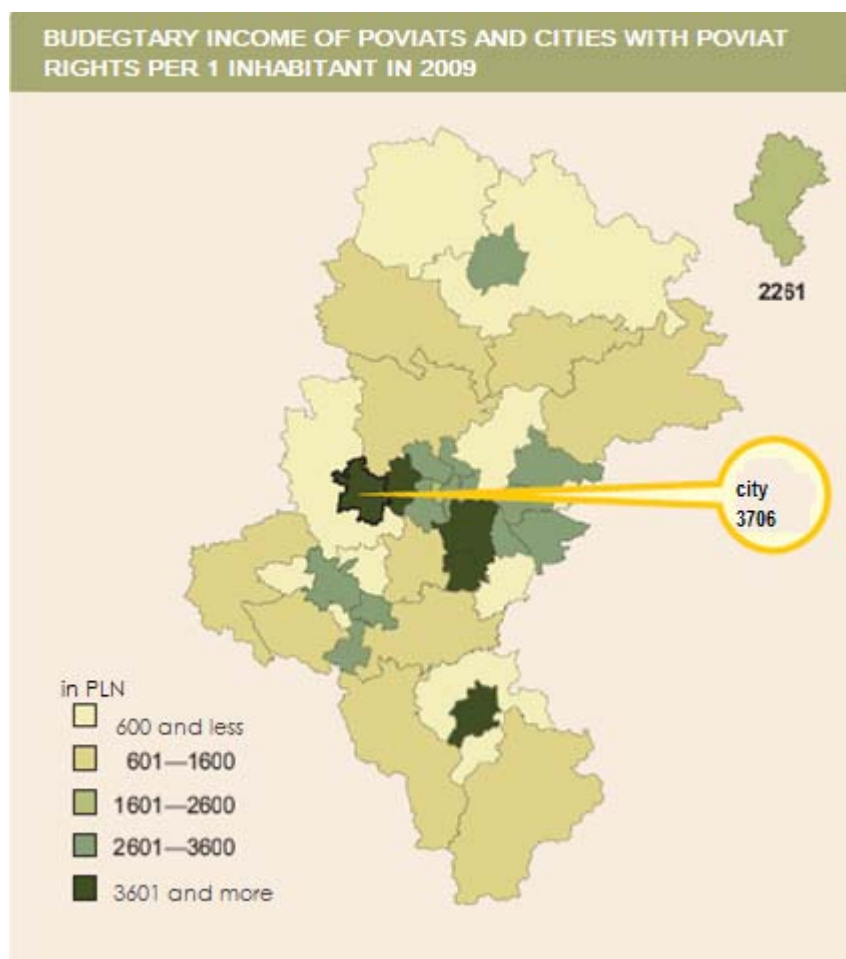 BUDEGTARY INCOME OF POVIATS AND CITIES WITH POVIAT
RIGHTS PER 1 INHABITANT IN 2009
2261
city
3706
in PLN
600 and less
601—1600
1601—2600
2601—3600
3601 and more